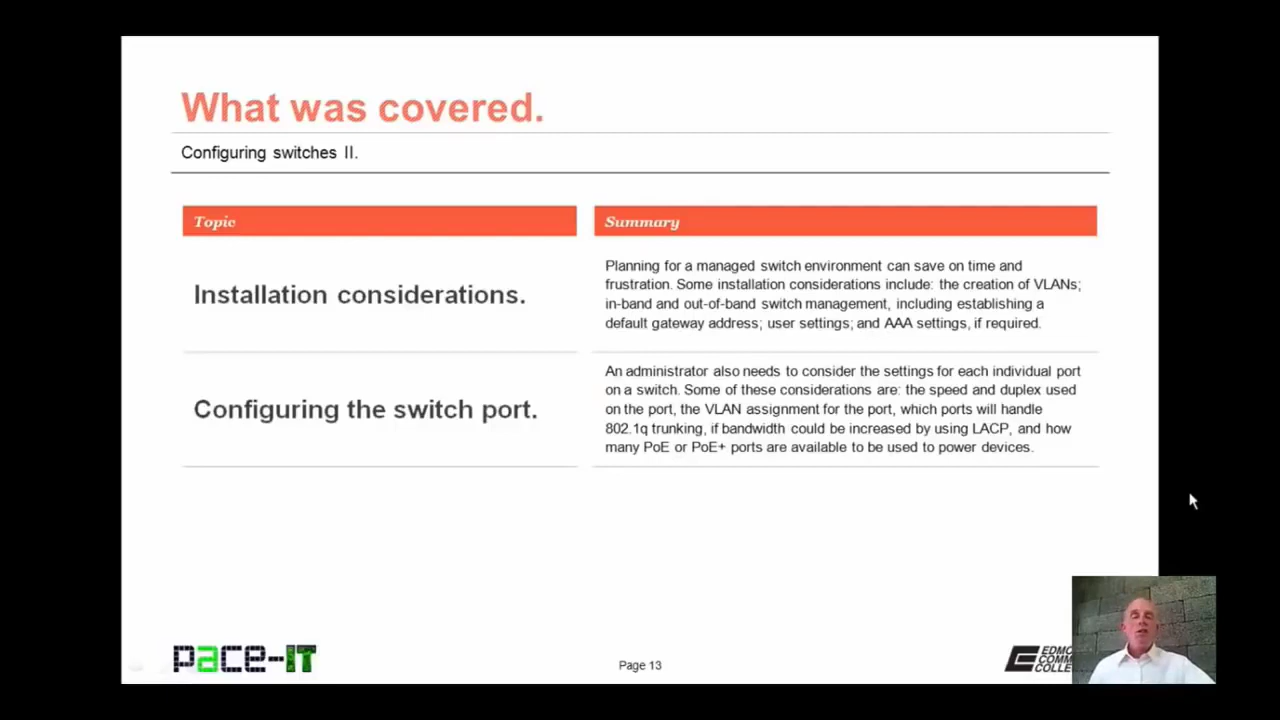 What was covered.
Configuring switches II.
Topic
Summary
Installation considerations.
Planning for a managed switch environment can save on time and
frustration. Some installation considerations include: the creation of VLANs;
in-band and out-of-band switch management, including establishing a
default gateway address; user settings; and AAA settings, if required.
Configuring the switch port.
An administrator also needs to consider the settings for each individual port
on a switch. Some of these considerations are: the speed and duplex used
on the port, the VLAN assignment for the port, which ports will handle
802.1q trunking, if bandwidth could be increased by using LACP, and how
many PoE or PoE+ ports are available to be used to power devices.
pace-IT
Page 13